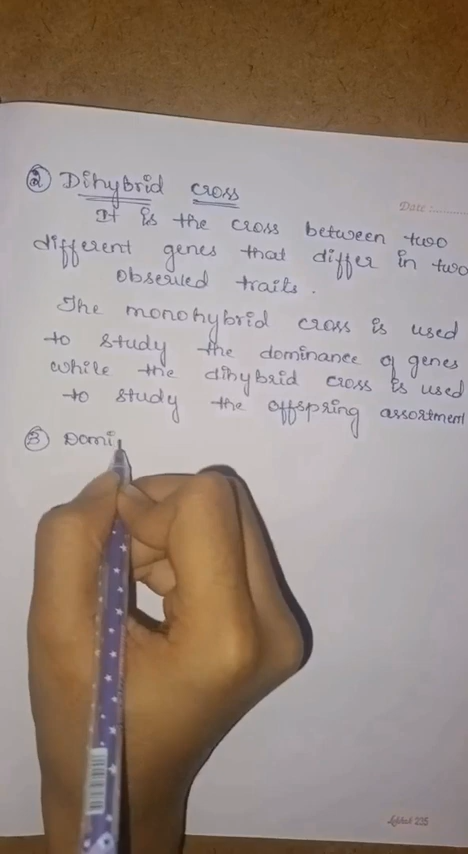 ② Dihybrid cross
Date:.........
It is the cross between two
different genes that differ in two
observed traits.
The monohybrid cross is used
to study the dominance of genes
while the dihybrid cross is used
to study the offspring assortment
③ Domi
235